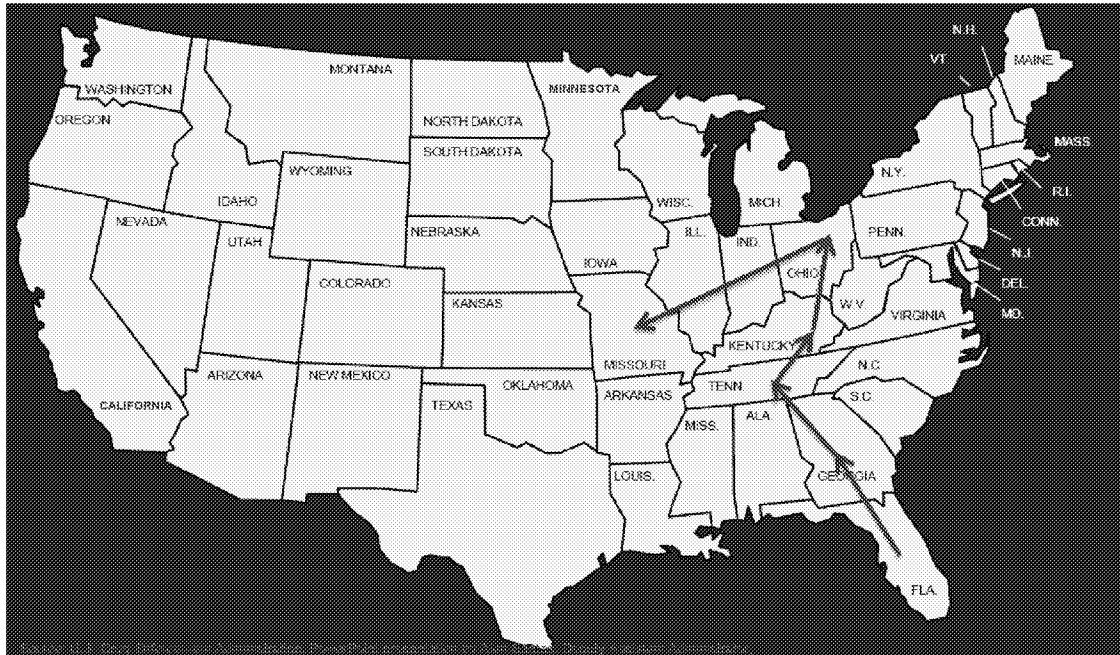 N.H.
VT
MAINE
WASHINGTON
MONTANA
MINNESOTA
OREGON
NORTH DAKOTA
MASS
SOUTH DAKOTA
WYOMING
N.Y.
R.I.
IDAHO
WISC.
MICH
NEVADA
CONN.
NEBRASKA
ILL.
IND.
PENN.
UTAH
N.J
IOWA
OHIO
COLORADO
DEL.
KANSAS
W.V.
MD.
VIRGINIA
KENTUCKY
MISSOURI
N.C
ARIZONA
NEW MEXICO
OKLAHOMA
TENN
ARKANSAS
S.C.
CALIFORNIA
TEXAS
MISS.
ALA.
LOUIS.
GEORGIA
FLA.